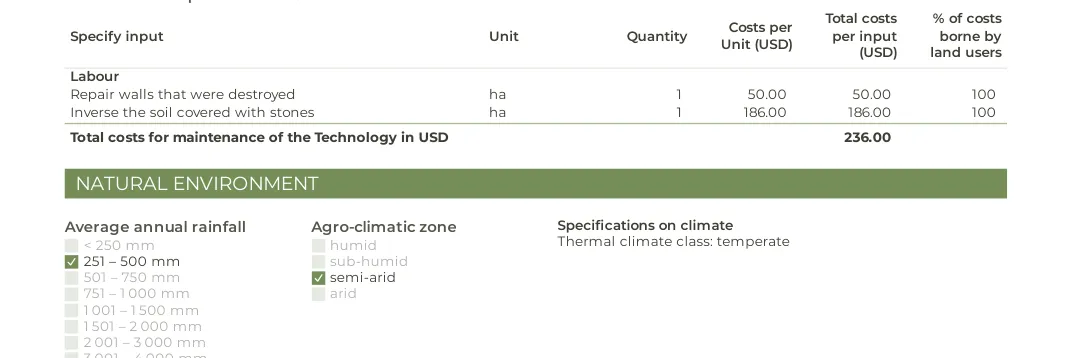 Specify input Unit Quantity Costs per Unit (USD) Total costs per input (USD) % of costs borne by land users
Labour
Repair walls that were destroyed ha 1 50.00 50.00 100
Inverse the soil covered with stones ha 1 186.00 186.00 100
Total costs for maintenance of the Technology in USD 236.00
NATURAL ENVIRONMENT
Average annual rainfall
< 250 mm
251 – 500 mm
501 – 750 mm
751 – 1 000 mm
1 001 – 1 500 mm
1 501 – 2 000 mm
2 001 – 3 000 mm
3 001 – 4 000 mm
Agro-climatic zone
humid
sub-humid
semi-arid
arid
Specifications on climate
Thermal climate class: temperate